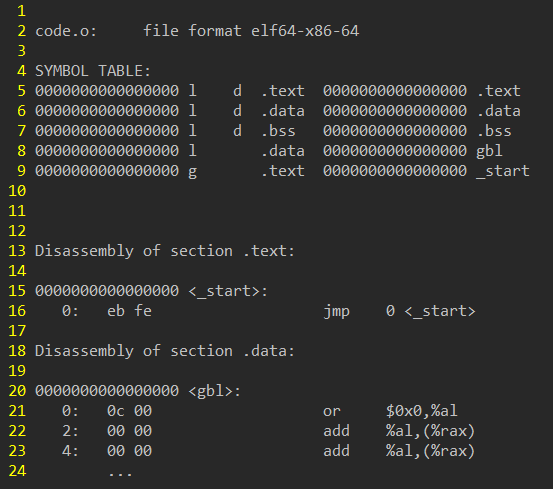 1
2 code.o:     file format elf64-x86-64
3
4 SYMBOL TABLE:
5 0000000000000000 l    d  .text  0000000000000000 .text
6 0000000000000000 l    d  .data  0000000000000000 .data
7 0000000000000000 l    d  .bss   0000000000000000 .bss
8 0000000000000000 l       .data  0000000000000000 gbl
9 0000000000000000 g       .text  0000000000000000 _start
10
11
12
13 Disassembly of section .text:
14
15 0000000000000000 <_start>:
16    0:   eb fe                   jmp    0 <_start>
17
18 Disassembly of section .data:
19
20 0000000000000000 <gbl>:
21    0:   0c 00                   or     $0x0,%al
22    2:   00 00                   add    %al,(%rax)
23    4:   00 00                   add    %al,(%rax)
24         ...